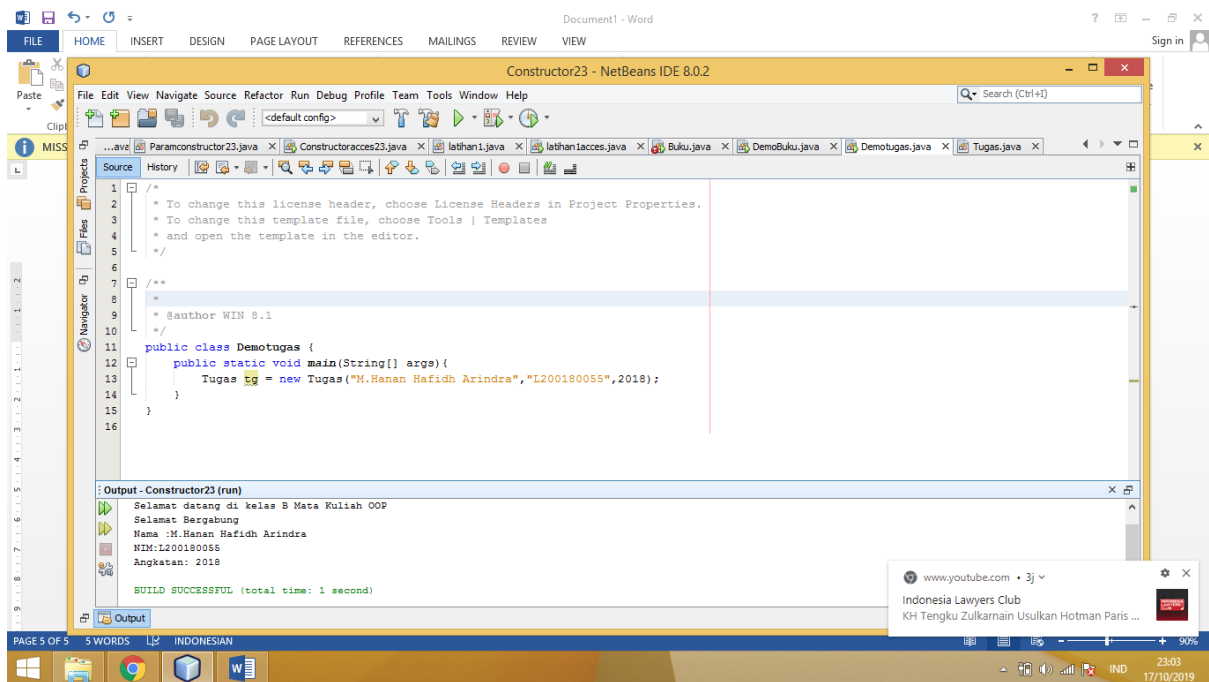 Document1 - Word
FILE HOME INSERT DESIGN PAGE LAYOUT REFERENCES MAILINGS REVIEW VIEW Sign in
Paste
MISS
Constructor23 - NetBeans IDE 8.0.2
File Edit View Navigate Source Refactor Run Debug Profile Team Tools Window Help
Search (Ctrl+I)
<default config>
...ava Paramconstructor23.java Constructoracces23.java lathan1.java lathan1acces.java Buku.java DemoBuku.java Demotugas.java Tugas.java
Source History
Projects
Files
Navigator
1 /*
2 * To change this license header, choose License Headers in Project Properties.
3 * To change this template file, choose Tools | Templates
4 * and open the template in the editor.
5 */
6
7 /**
8 *
9 * @author WIN 8.1
10 */
11 public class Demotugas {
12 public static void main(String[] args){
13 Tugas tg = new Tugas("M.Hanan Hafidh Arindra","L200180055",2018);
14 }
15 }
16
Output - Constructor23 (run)
Selamat datang di kelas B Mata Kuliah OOP
Selamat Bergabung
Nama :M.Hanan Hafidh Arindra
NIM:L200180055
Angkatan: 2018
BUILD SUCCESSFUL (total time: 1 second)
Output
www.youtube.com • 3j
Indonesia Lawyers Club
KH Tengku Zulkarnain Usulkan Hotman Paris ...
PAGE 5 OF 5 5 WORDS INDONESIAN 90%
IND
23:03
17/10/2019